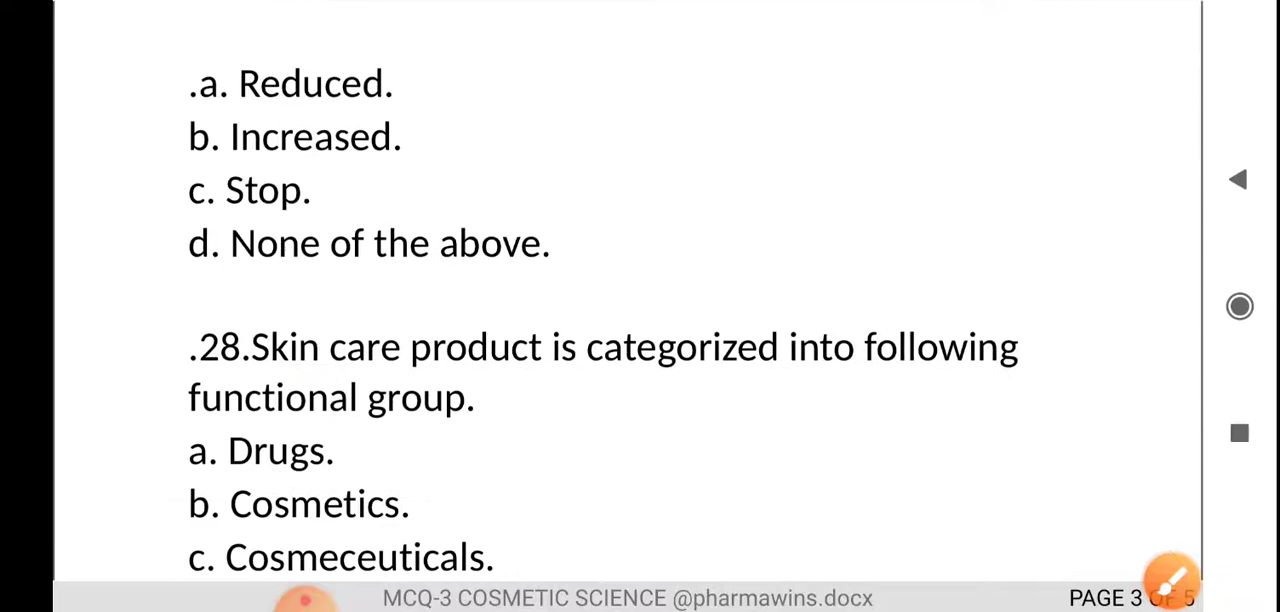 .a. Reduced.
b. Increased.
c. Stop.
d. None of the above.
.28.Skin care product is categorized into following
functional group.
a. Drugs.
b. Cosmetics.
c. Cosmeceuticals.
MCQ-3 COSMETIC SCIENCE @pharmawins.docx
PAGE 3 OF 5